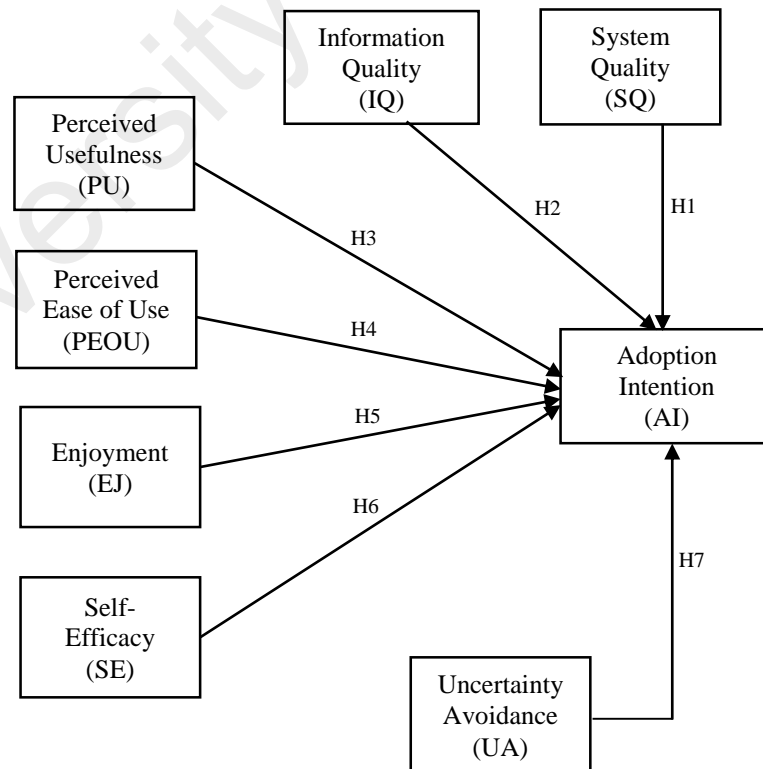 Information
Quality
(IQ)
System
Quality
(SQ)
Perceived
Usefulness
(PU)
H2
H1
H3
Perceived
Ease of Use
(PEOU)
H4
Adoption
Intention
(AI)
Enjoyment
(EJ)
H5
H6
H7
Self-
Efficacy
(SE)
Uncertainty
Avoidance
(UA)
versity